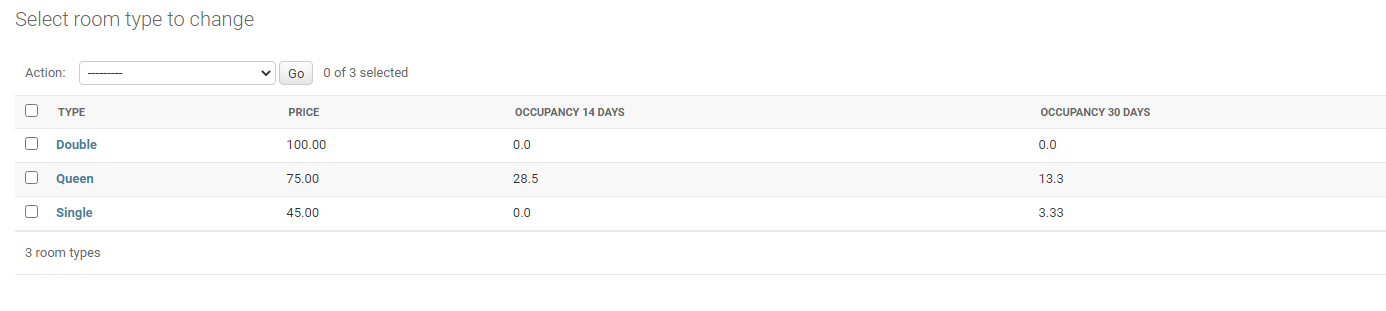 Select room type to change
Action: --------- Go 0 of 3 selected
TYPE PRICE OCCUPANCY 14 DAYS OCCUPANCY 30 DAYS
Double 100.00 0.0 0.0
Queen 75.00 28.5 13.3
Single 45.00 0.0 3.33
3 room types